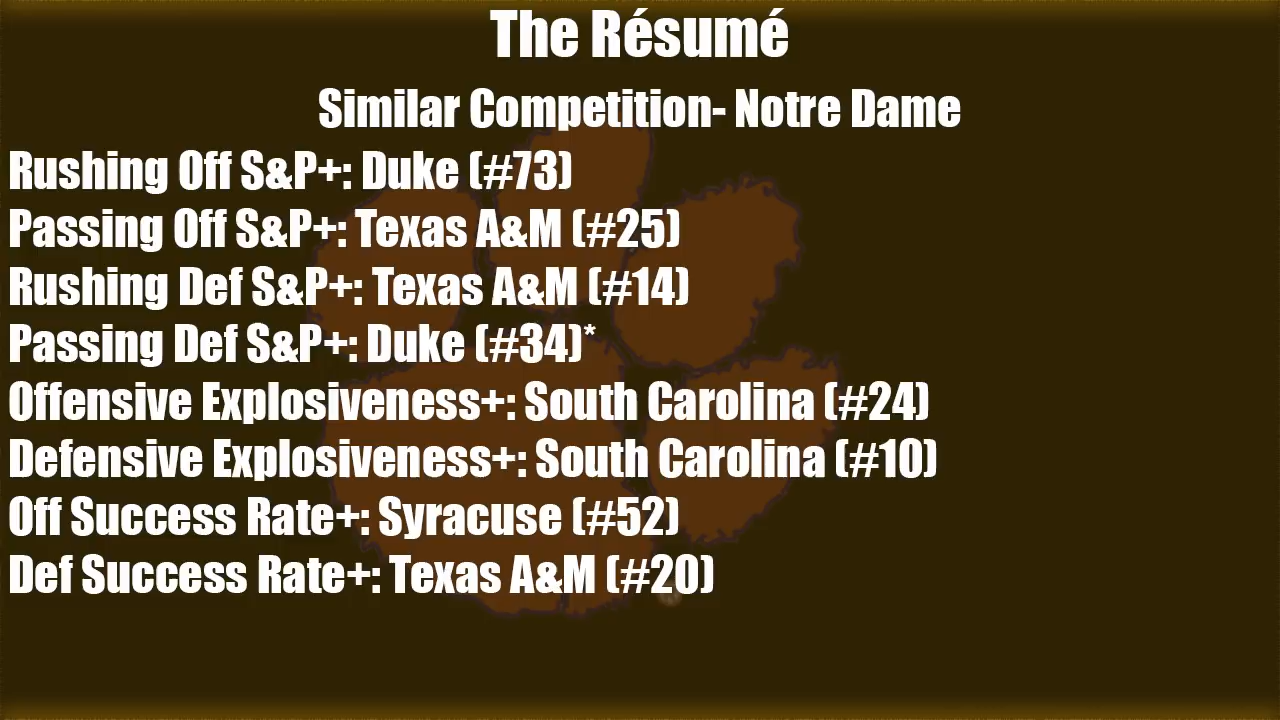 The Résumé
Similar Competition- Notre Dame
Rushing Off S&P+: Duke (#73)
Passing Off S&P+: Texas A&M (#25)
Rushing Def S&P+: Texas A&M (#14)
Passing Def S&P+: Duke (#34)*
Offensive Explosiveness+: South Carolina (#24)
Defensive Explosiveness+: South Carolina (#10)
Off Success Rate+: Syracuse (#52)
Def Success Rate+: Texas A&M (#20)